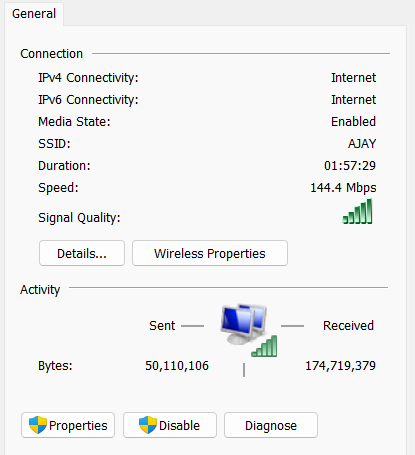 General
Connection
IPv4 Connectivity: Internet
IPv6 Connectivity: Internet
Media State: Enabled
SSID: AJAY
Duration: 01:57:29
Speed: 144.4 Mbps
Signal Quality:
Details... Wireless Properties
Activity
Sent Received
Bytes: 50,110,106 174,719,379
Properties Disable Diagnose